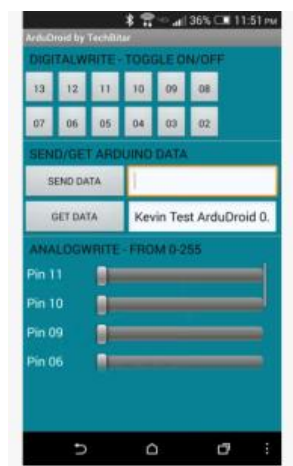 36% 11:51 PM
ArduDroid by TechBitar
DIGITALWRITE - TOGGLE ON/OFF
13 12 11 10 09 08
07 06 05 04 03 02
SEND/GET ARDUINO DATA
SEND DATA
GET DATA Kevin Test ArduDroid 0.
ANALOGWRITE - FROM 0-255
Pin 11
Pin 10
Pin 09
Pin 06